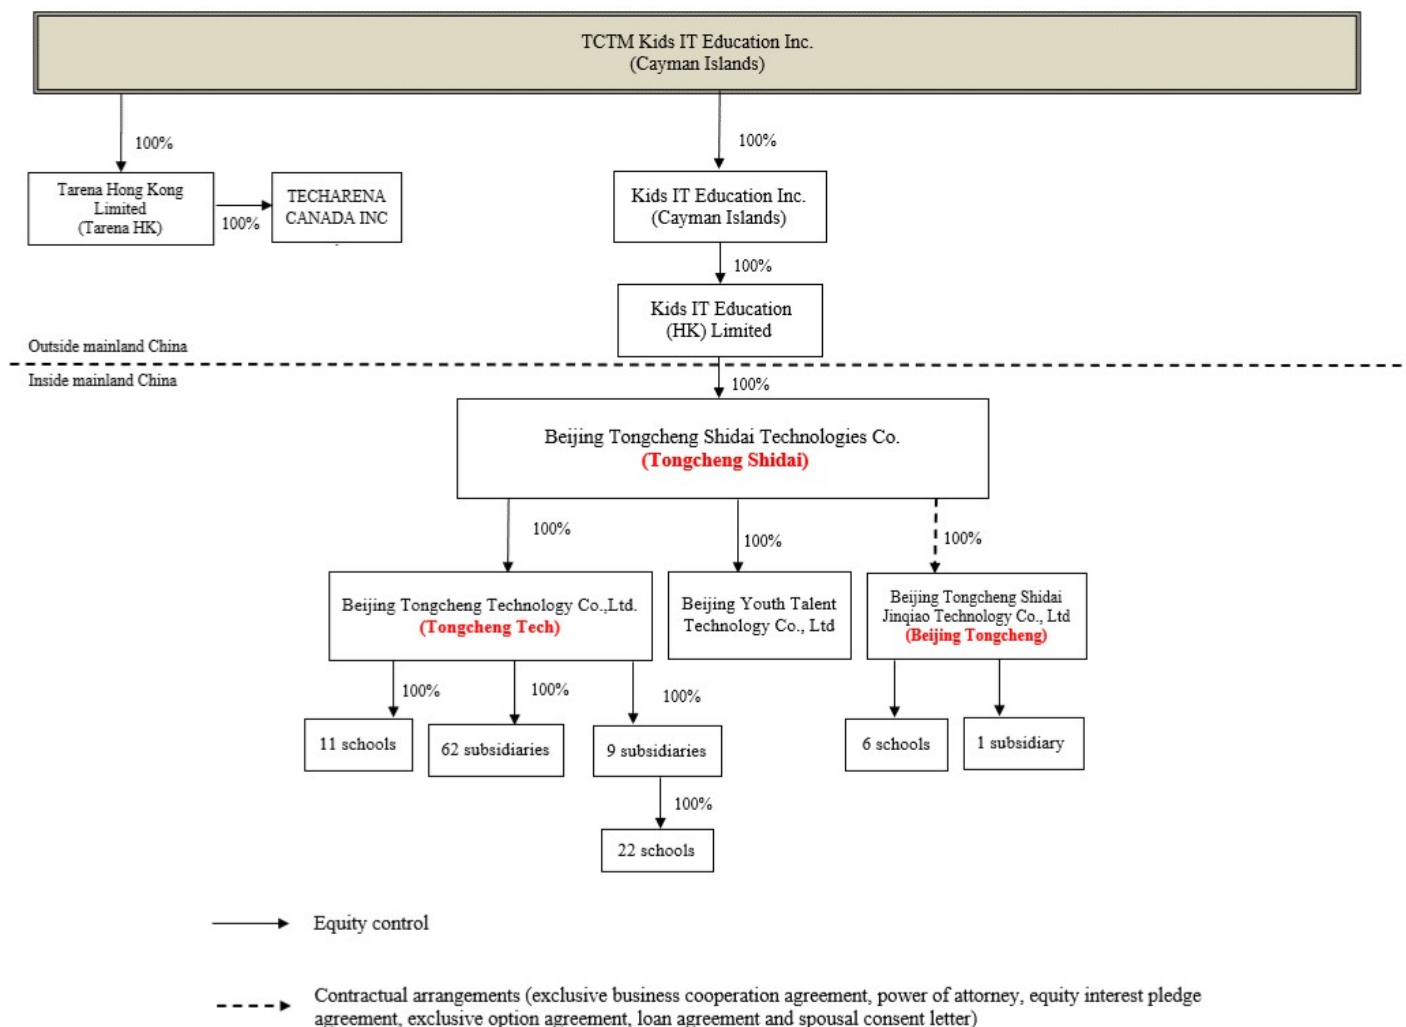 TCTM Kids IT Education Inc.
(Cayman Islands)
100%
100%
Tarena Hong Kong
Limited
(Tarena HK)
100%
TECHARENA
CANADA INC
Kids IT Education Inc.
(Cayman Islands)
100%
Kids IT Education
(HK) Limited
Outside mainland China
Inside mainland China
100%
Beijing Tongcheng Shidai Technologies Co.
(Tongcheng Shidai)
100%
100%
100%
Beijing Tongcheng Technology Co.,Ltd.
(Tongcheng Tech)
Beijing Youth Talent
Technology Co., Ltd
Beijing Tongcheng Shidai
Jinqiao Technology Co., Ltd
(Beijing Tongcheng)
100%
100%
100%
11 schools
62 subsidiaries
9 subsidiaries
6 schools
1 subsidiary
100%
22 schools
Equity control
Contractual arrangements (exclusive business cooperation agreement, power of attorney, equity interest pledge
agreement, exclusive option agreement, loan agreement and spousal consent letter)